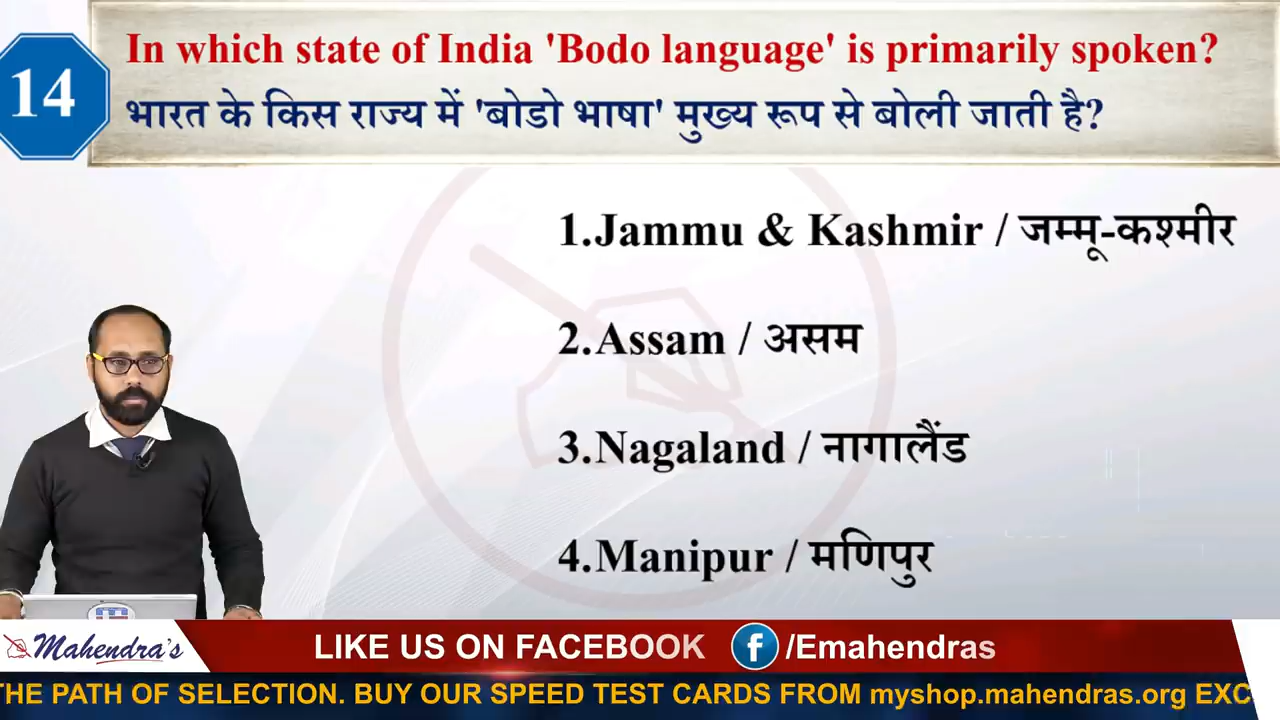 14
In which state of India 'Bodo language' is primarily spoken?
भारत के किस राज्य में 'बोडो भाषा' मुख्य रूप से बोली जाती है?
1.Jammu & Kashmir / जम्मू-कश्मीर
2.Assam / असम
3.Nagaland / नागालैंड
4.Manipur / मणिपुर
Mahendra's
LIKE US ON FACEBOOK f /Emahendras
THE PATH OF SELECTION. BUY OUR SPEED TEST CARDS FROM myshop.mahendras.org EXC